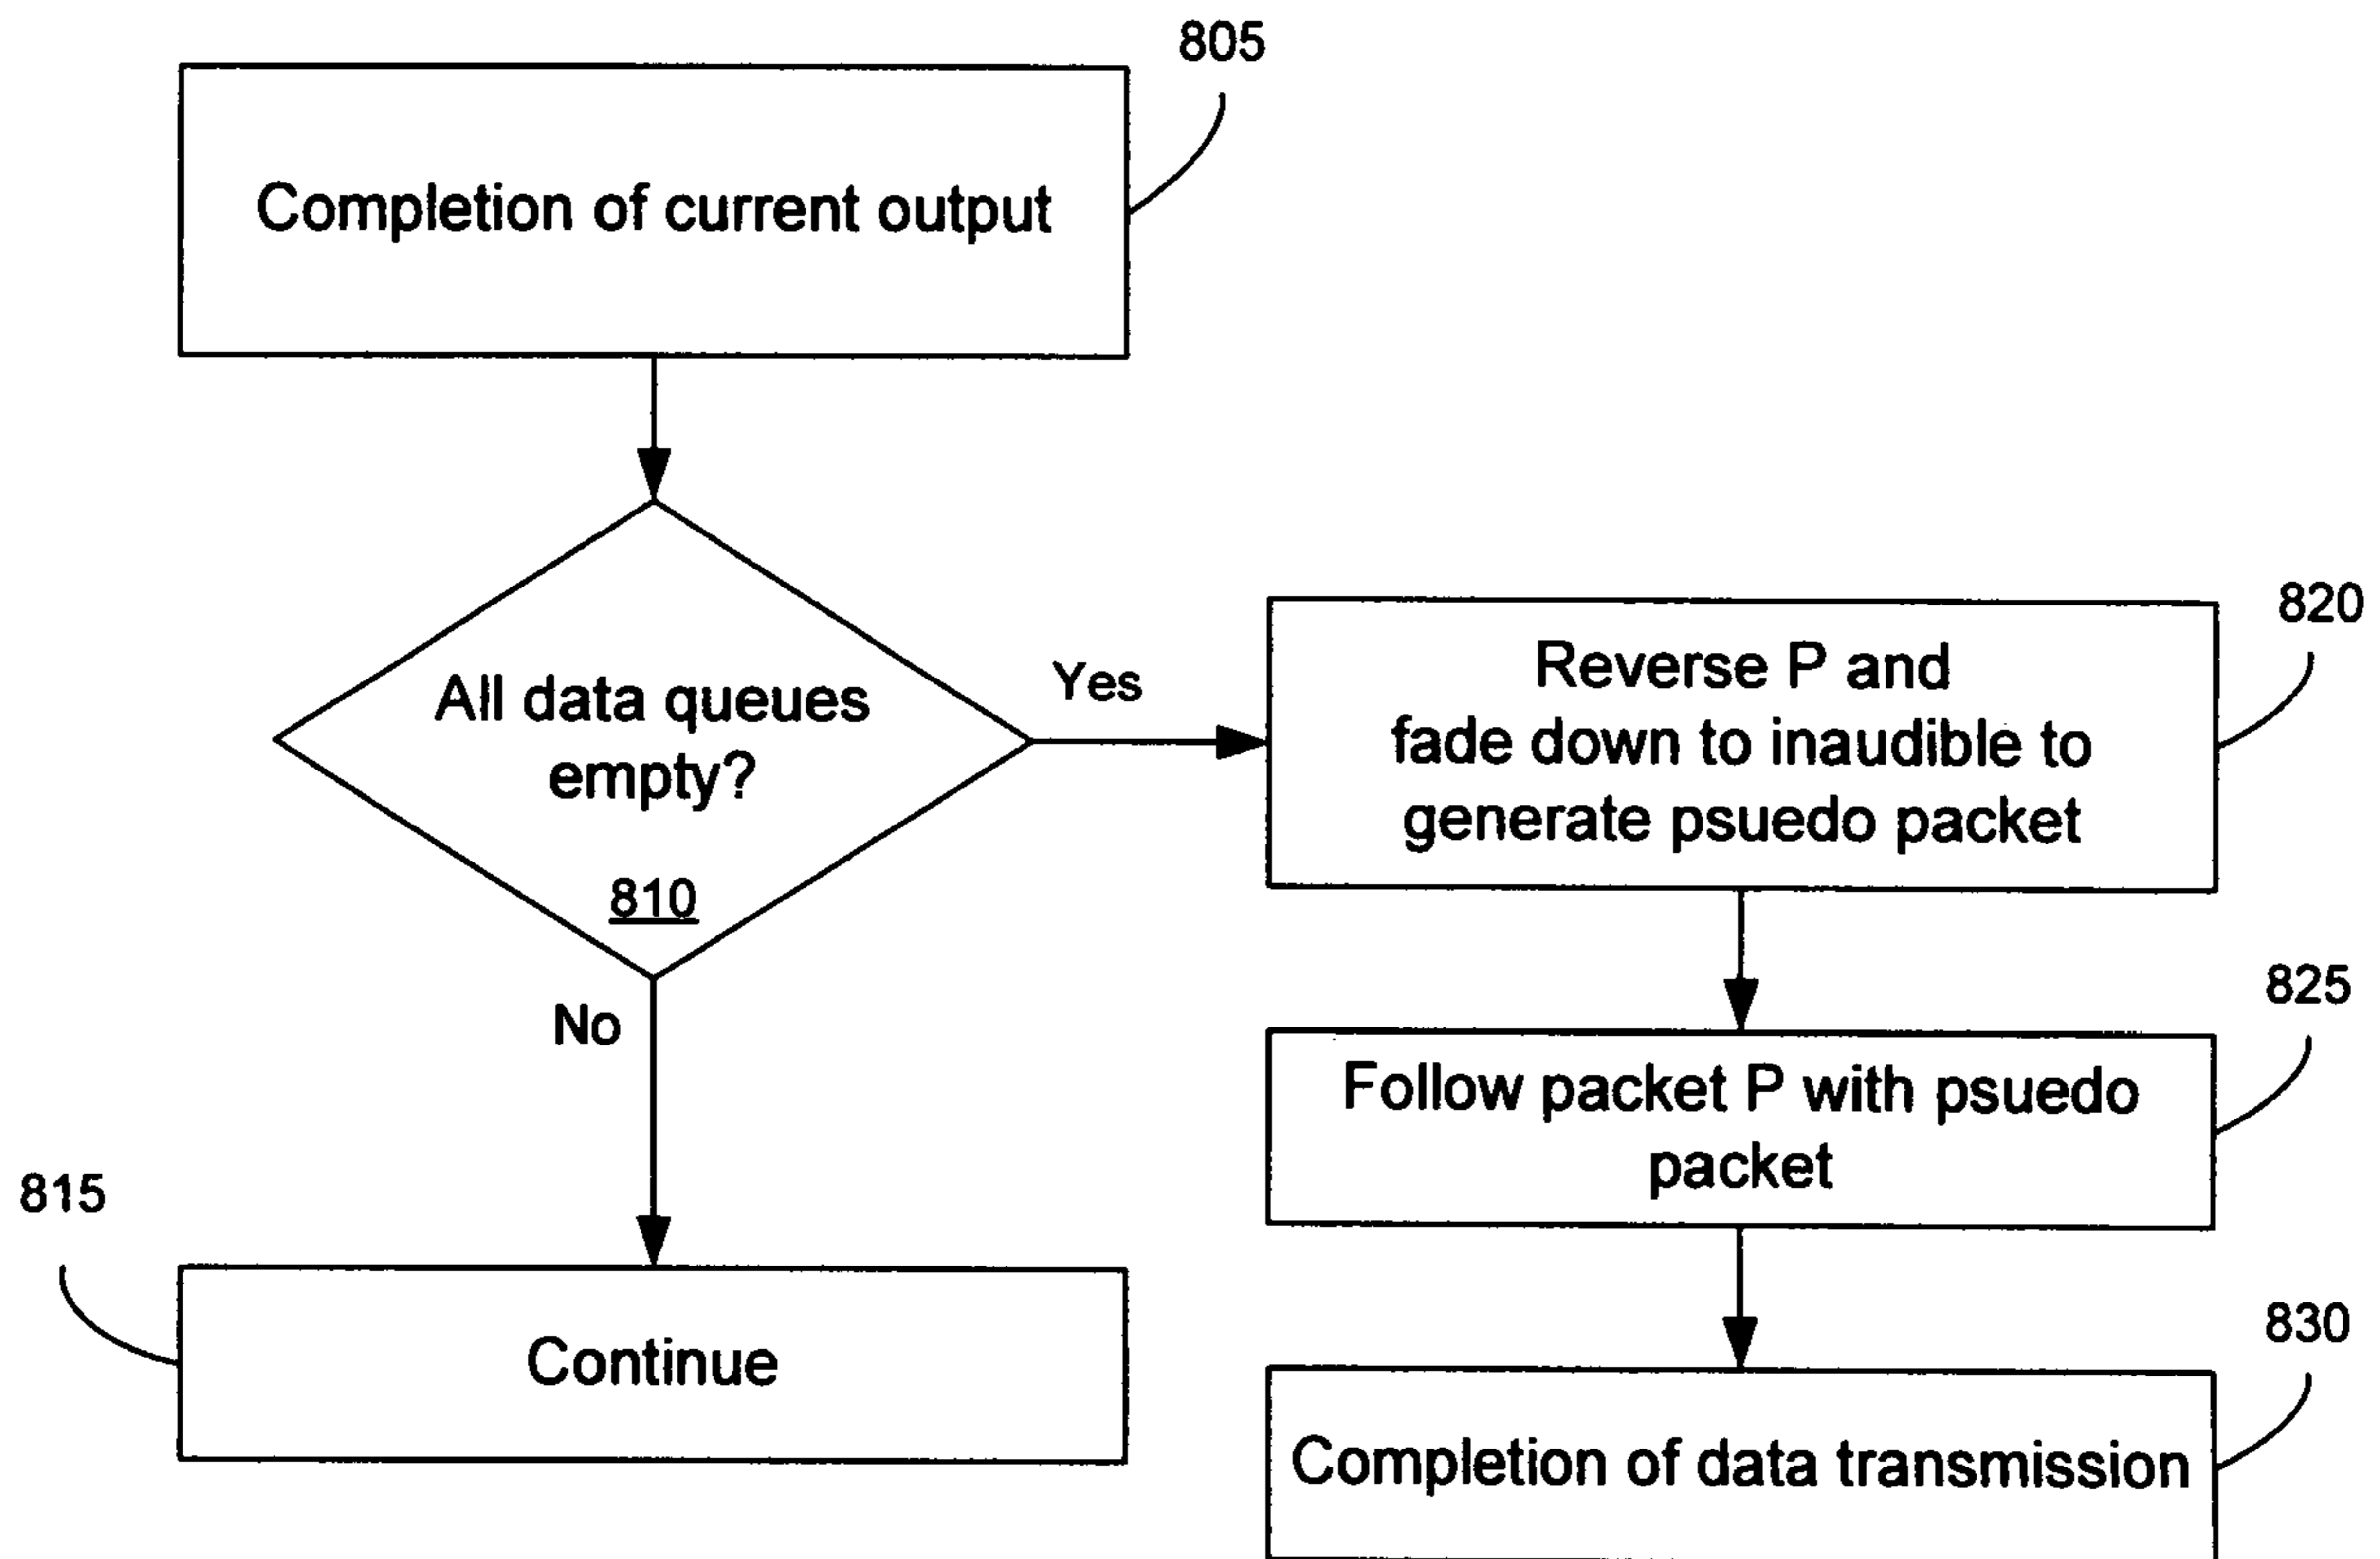 805
Completion of current output
All data queues
empty?
810
Yes
No
815
Continue
820
Reverse P and
fade down to inaudible to
generate psuedo packet
825
Follow packet P with psuedo
packet
830
Completion of data transmission